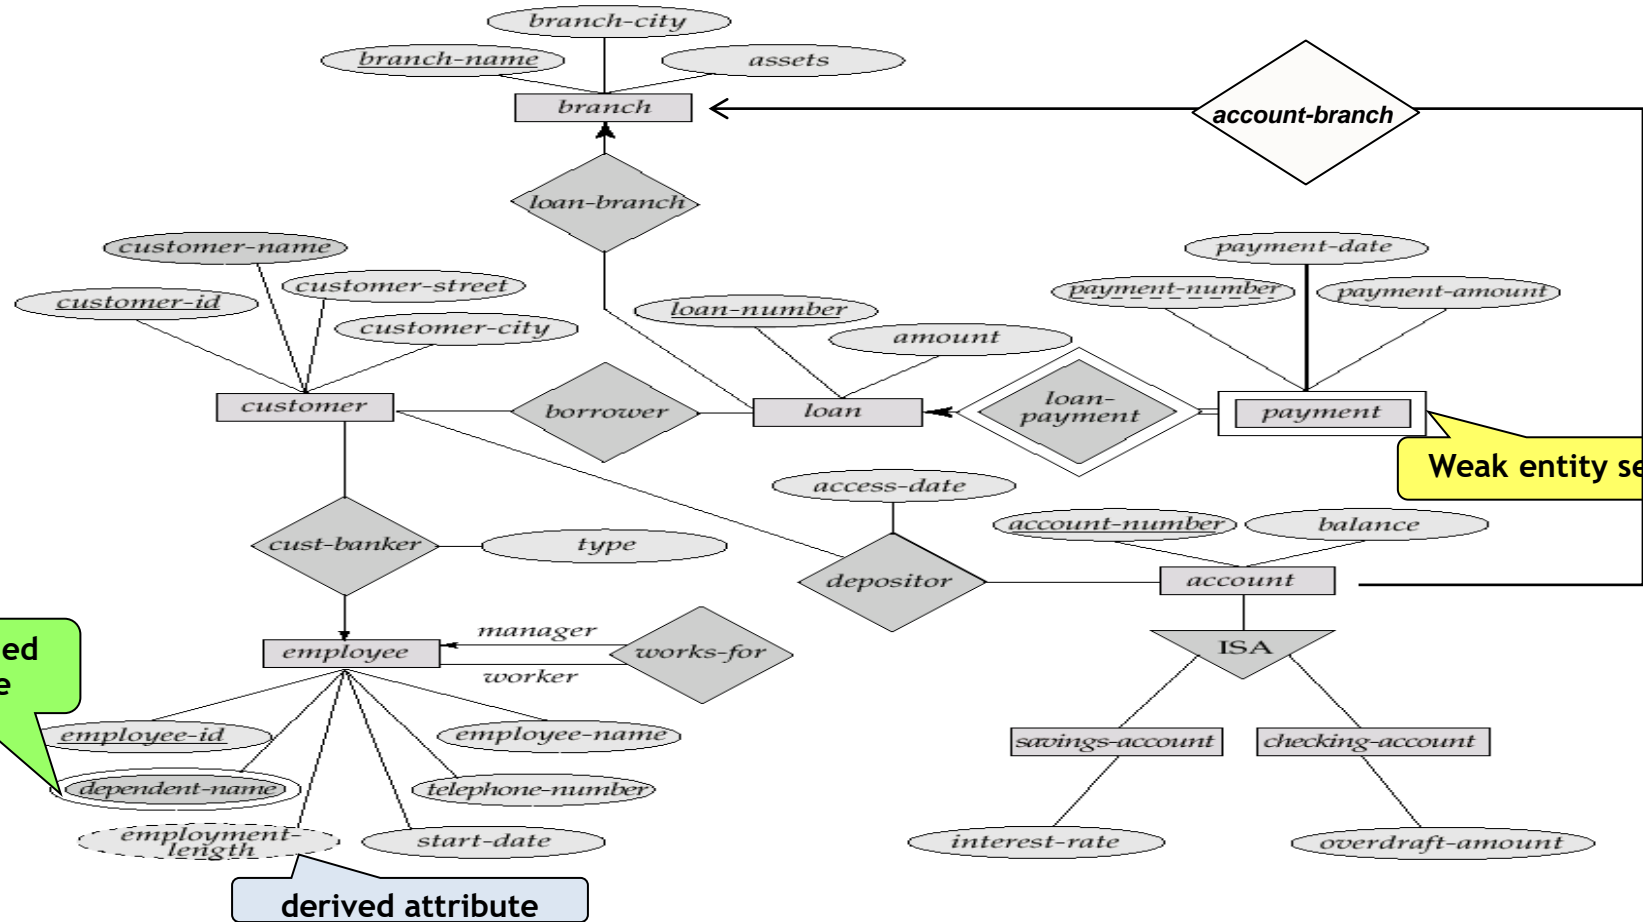 branch-city
branch-name
assets
branch
account-branch
loan-branch
customer-name
payment-date
customer-street
customer-id
payment-number
payment-amount
loan-number
customer-city
amount
customer
borrower
loan
loan-
payment
payment
Weak entity se
access-date
account-number
balance
cust-banker
type
depositor
account
manager
employee
works-for
worker
ISA
ed
e
employee-id
employee-name
savings-account
checking-account
dependent-name
telephone-number
employment-
length
start-date
interest-rate
overdraft-amount
derived attribute